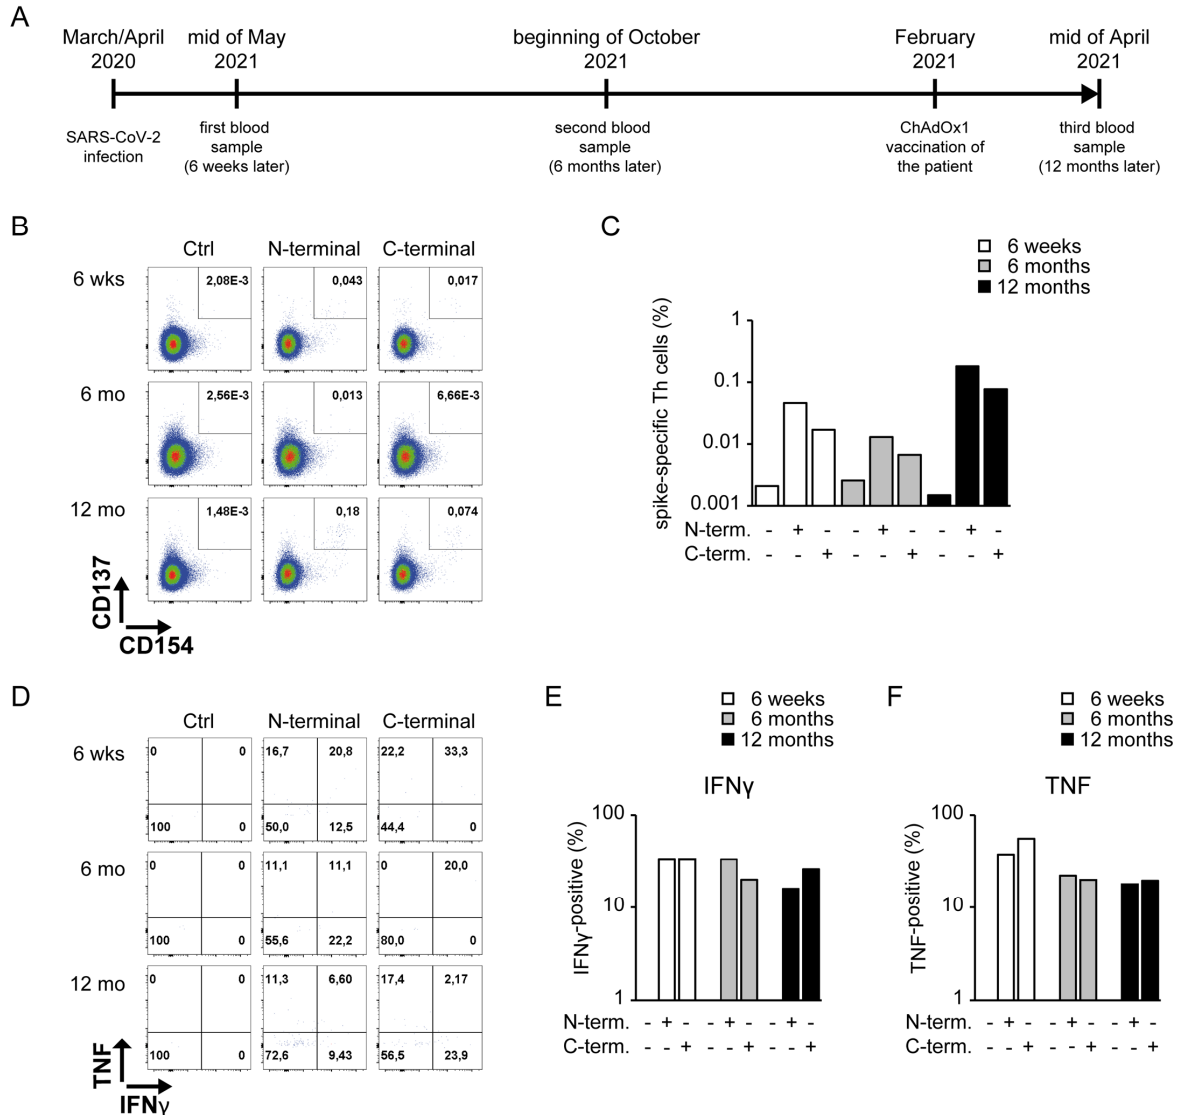 A
March/April
2020
mid of May
2021
beginning of October
2021
February
2021
mid of April
2021
SARS-CoV-2
infection
first blood
sample
(6 weeks later)
second blood
sample
(6 months later)
ChAdOx1
vaccination of
the patient
third blood
sample
(12 months later)
B
Ctrl N-terminal C-terminal
6 wks 2,08E-3 0,043 0,017
6 mo 2,56E-3 0,013 6,66E-3
12 mo 1,48E-3 0,18 0,074
CD137
CD154
C
6 weeks
6 months
12 months
spike-specific Th cells (%)
1
0.1
0.01
0.001
N-term. - + - - + - - + -
C-term. - - + - - + - - +
D
Ctrl N-terminal C-terminal
6 wks
0 0 16,7 20,8 22,2 33,3
100 0 50,0 12,5 44,4 0
6 mo
0 0 11,1 11,1 0 20,0
100 0 55,6 22,2 80,0 0
12 mo
0 0 11,3 6,60 17,4 2,17
100 0 72,6 9,43 56,5 23,9
TNF
IFNγ
E
6 weeks
6 months
12 months
IFNγ
IFNγ-positive (%)
100
10
1
N-term. - + - - + - - + -
C-term. - - + - - + - - +
F
6 weeks
6 months
12 months
TNF
TNF-positive (%)
100
10
1
N-term. - + - - + - - + -
C-term. - - + - - + - - +